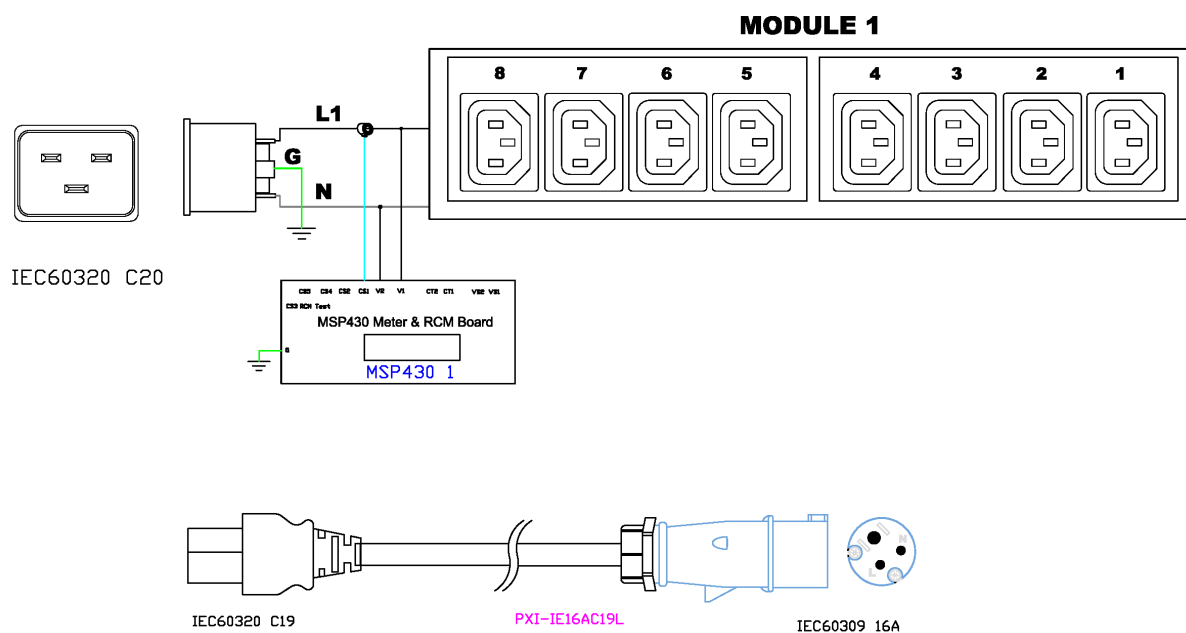 MODULE 1
8 7 6 5 4 3 2 1
L1
G
N
IEC60320 C20
CS5 CS4 CS2 CS1 V2 V1 CT2 CT1 VS2 VS1
CS3 RCM Test
MSP430 Meter & RCM Board
G
MSP430 1
N
L
IEC60320 C19
PXI-IE16AC19L
IEC60309 16A